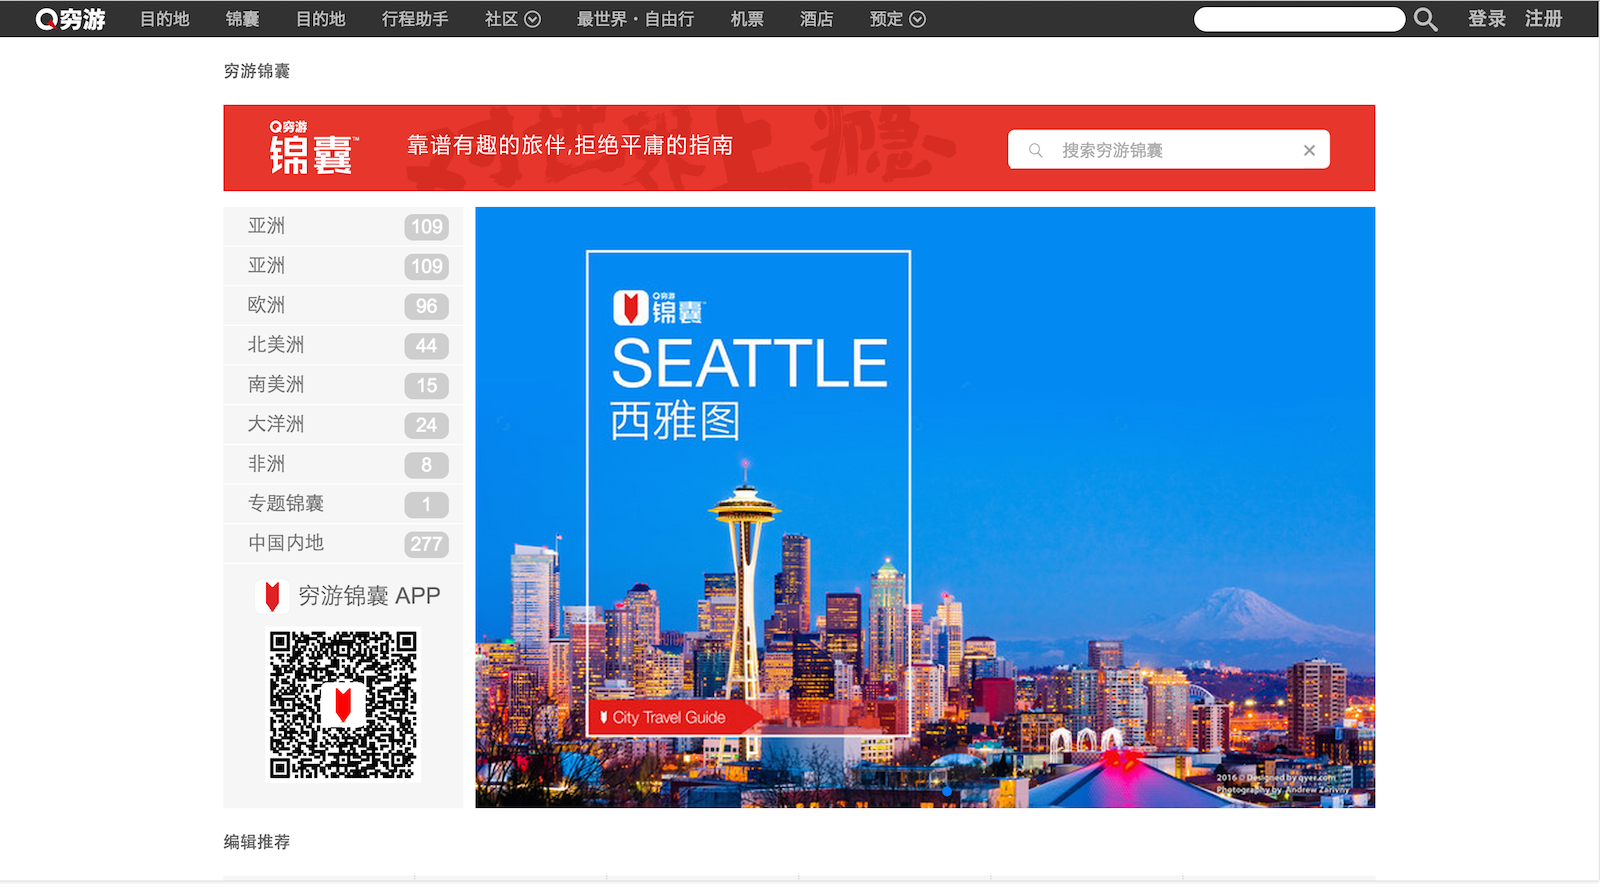 穷游 目的地 锦囊 目的地 行程助手 社区 最世界·自由行 机票 酒店 预定 登录 注册
穷游锦囊
穷游
锦囊™
靠谱有趣的旅伴,拒绝平庸的指南
搜索穷游锦囊
亚洲 109
亚洲 109
欧洲 96
北美洲 44
南美洲 15
大洋洲 24
非洲 8
专题锦囊 1
中国内地 277
穷游锦囊 APP
穷游
锦囊™
SEATTLE
西雅图
City Travel Guide
2016 © Designed by qyer.com
Photography by Andrew Zarivny
编辑推荐